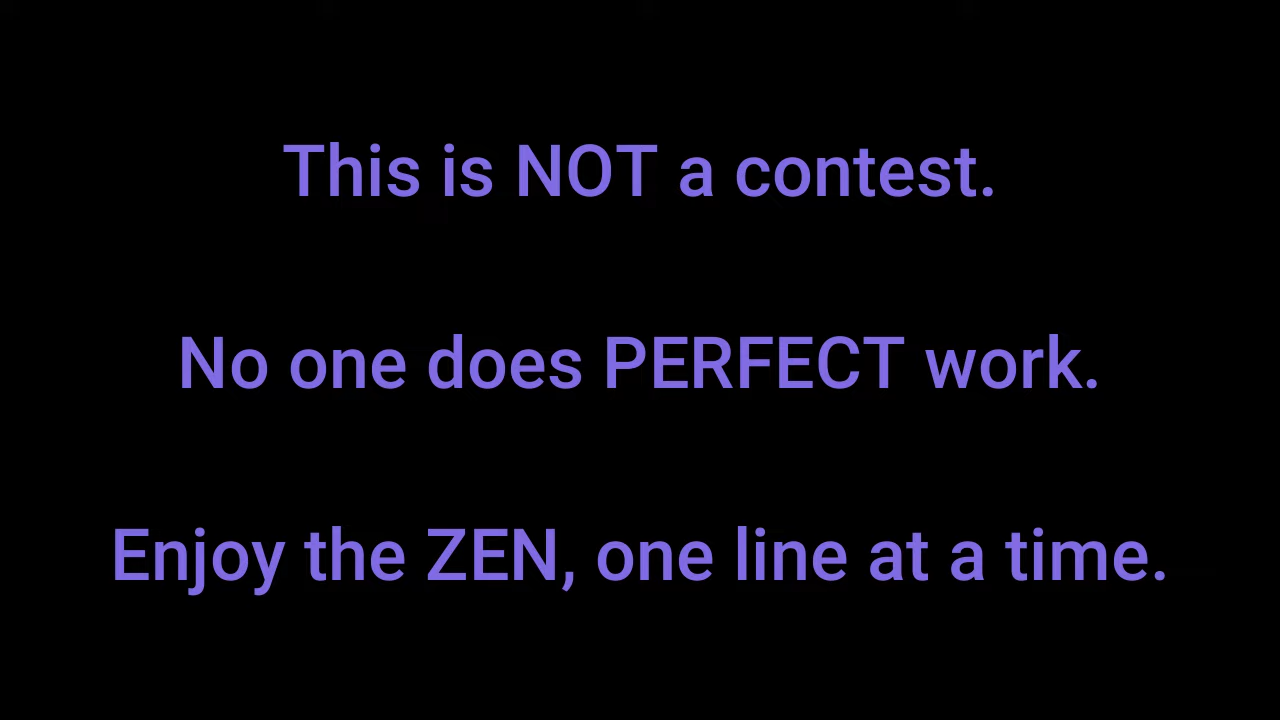 This is NOT a contest.
No one does PERFECT work.
Enjoy the ZEN, one line at a time.